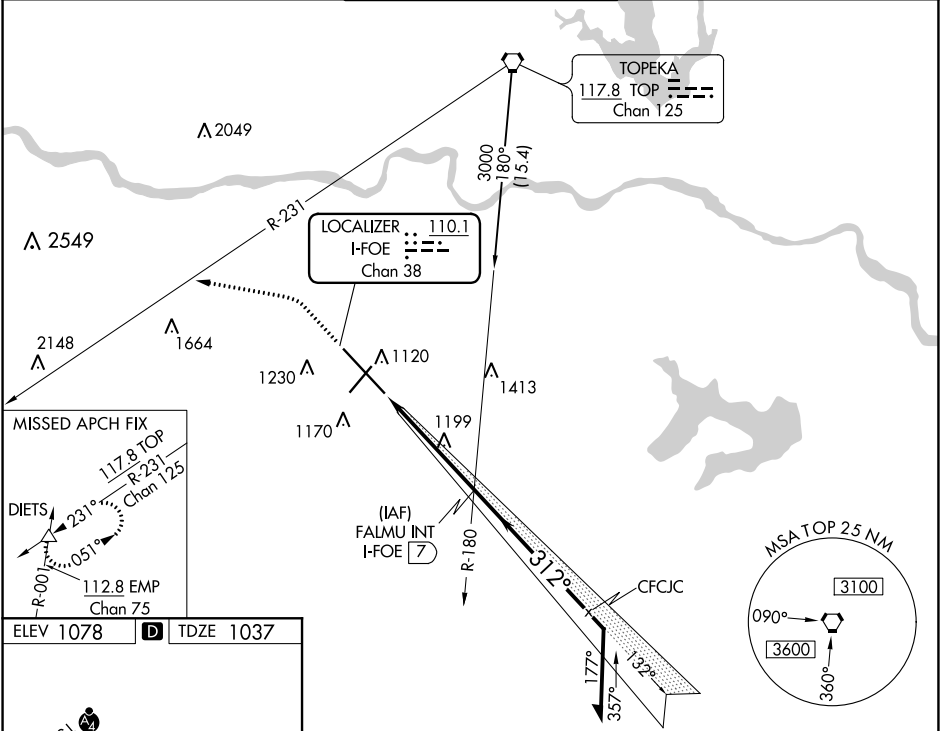 TOPEKA
117.8 TOP
Chan 125
2049
3000
180°
(15.4)
R-231
2549
LOCALIZER 110.1
I-FOE
Chan 38
2148
1664
1230
1120
1413
1170
1199
MISSED APCH FIX
117.8 TOP
R-231
Chan 125
DIETS
231°
051°
R-001
112.8 EMP
Chan 75
(IAF)
FALMU INT
I-FOE 7
R-180
312°
CFCJC
177°
357°
132°
MSA TOP 25 NM
3100
090°
3600
360°
ELEV 1078 D TDZE 1037
A4